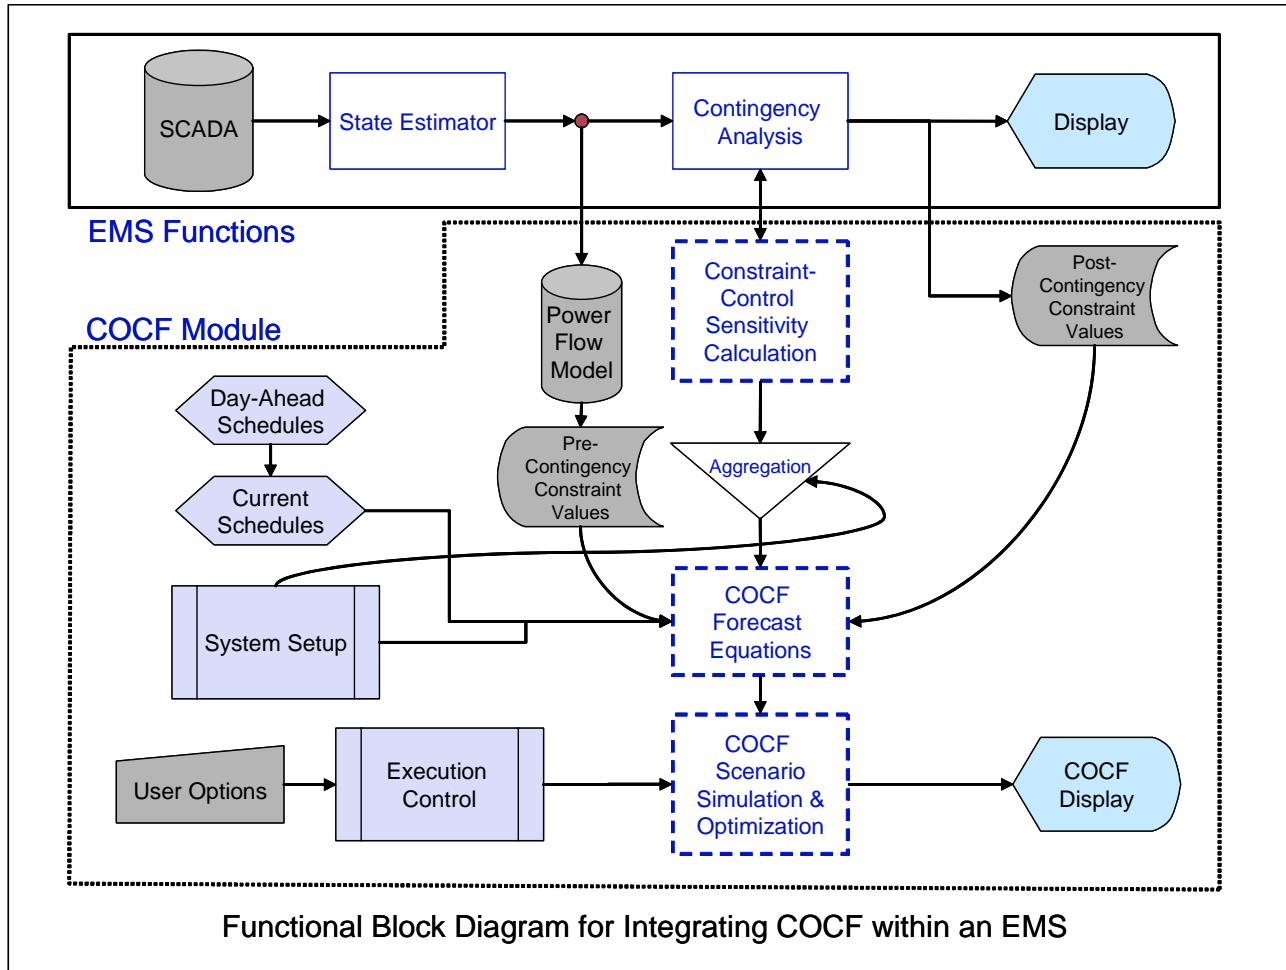 SCADA
State Estimator
Contingency
Analysis
Display
EMS Functions
Constraint-
Control
Sensitivity
Calculation
Post-
Contingency
Constraint
Values
COCF Module
Power
Flow
Model
Day-Ahead
Schedules
Pre-
Contingency
Constraint
Values
Aggregation
Current
Schedules
COCF
Forecast
Equations
System Setup
User Options
Execution
Control
COCF
Scenario
Simulation &
Optimization
COCF
Display
Functional Block Diagram for Integrating COCF within an EMS